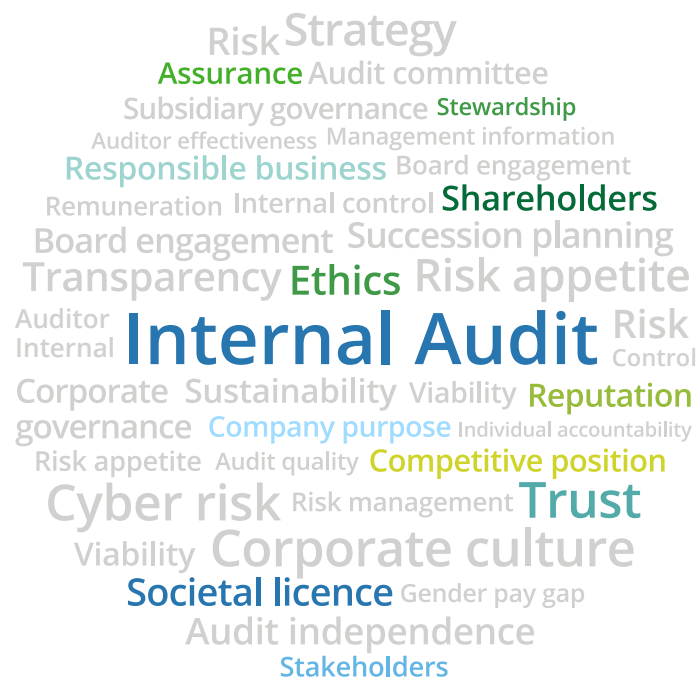 Risk Strategy
Assurance Audit committee
Subsidiary governance Stewardship
Auditor effectiveness Management information
Responsible business Board engagement
Remuneration Internal control Shareholders
Board engagement Succession planning
Transparency Ethics Risk appetite
Auditor Internal Audit Risk
Internal Control
Corporate Sustainability Viability Reputation
governance Company purpose Individual accountability
Risk appetite Audit quality Competitive position
Cyber risk Risk management Trust
Viability Corporate culture
Societal licence Gender pay gap
Audit independence
Stakeholders